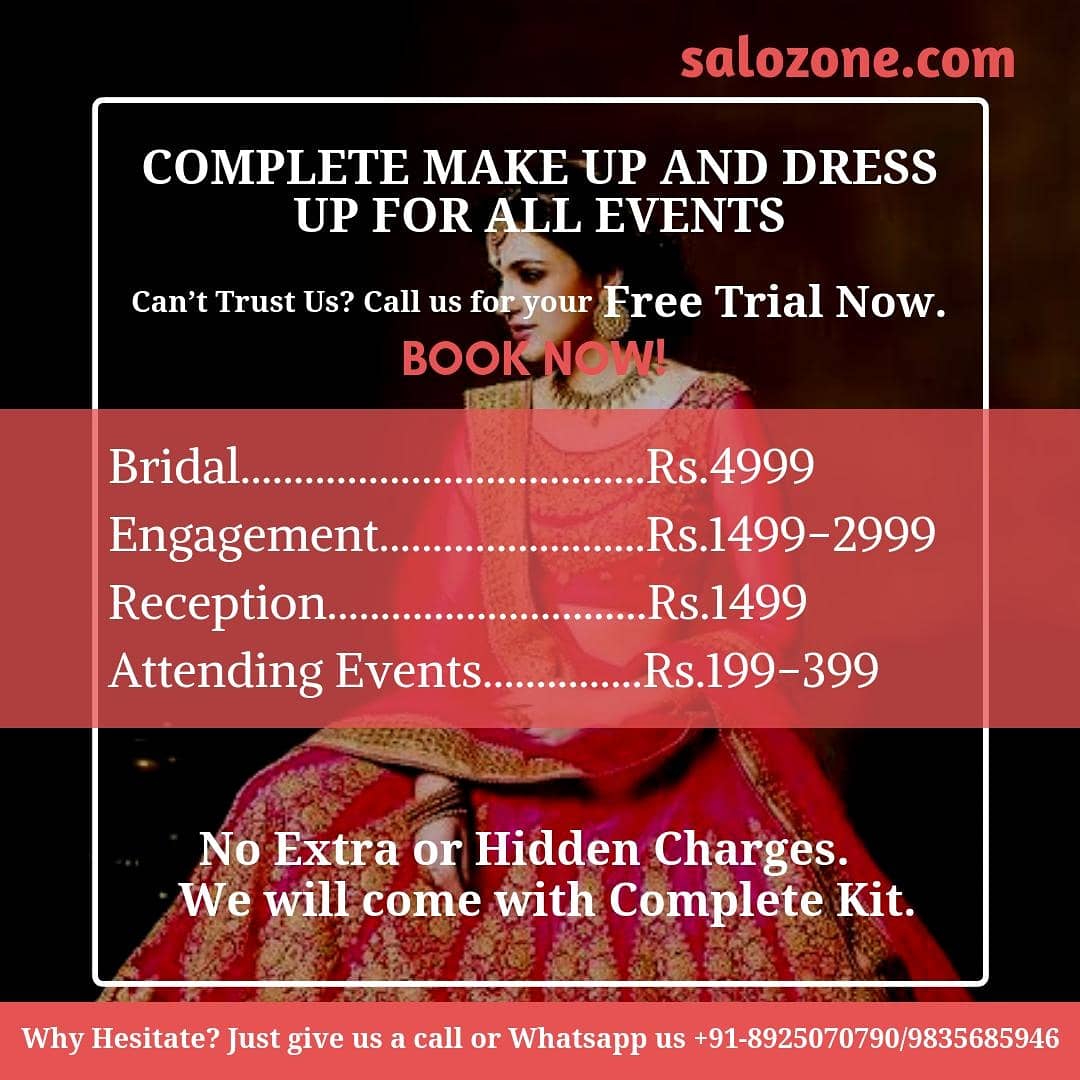 salozone.com
COMPLETE MAKE UP AND DRESS
UP FOR ALL EVENTS
Can't Trust Us? Call us for your Free Trial Now.
BOOK NOW!
Bridal......................................Rs.4999
Engagement.........................Rs.1499-2999
Reception..............................Rs.1499
Attending Events...............Rs.199-399
No Extra or Hidden Charges.
We will come with Complete Kit.
Why Hesitate? Just give us a call or Whatsapp us +91-8925070790/9835685946